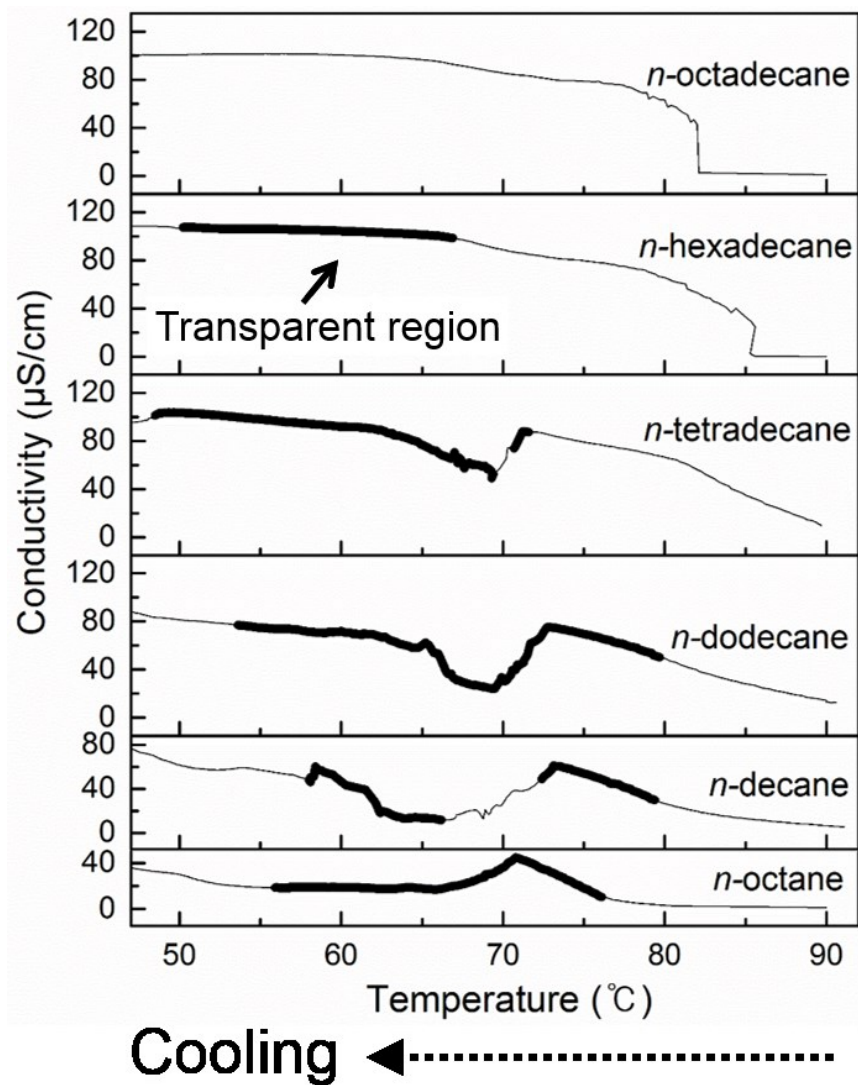 120
80
40
0
n-octadecane
120
80
40
0
n-hexadecane
Transparent region
120
80
40
0
n-tetradecane
120
80
40
0
n-dodecane
80
40
0
n-decane
40
0
n-octane
Conductivity (μS/cm)
50 60 70 80 90
Temperature (℃)
Cooling